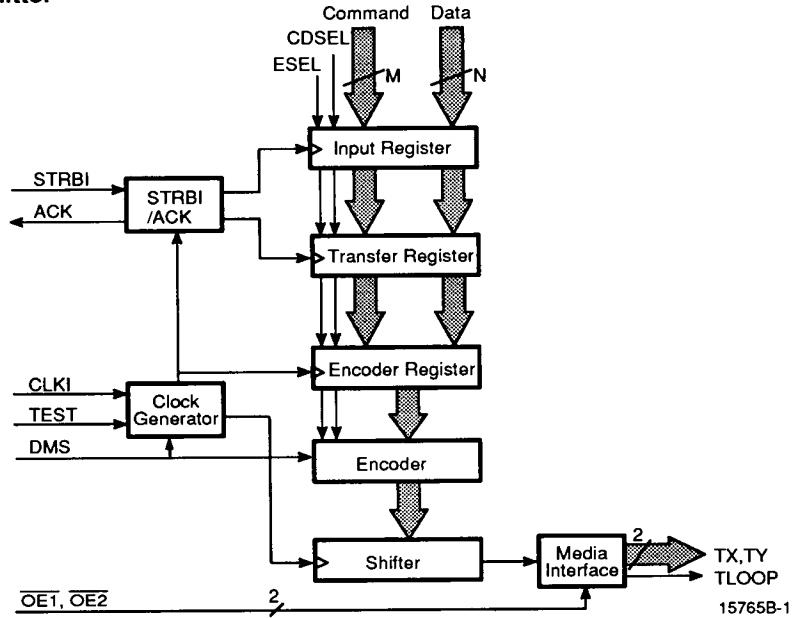 Command Data
CDSEL
ESEL
M
N
Input Register
STRBI
ACK
STRBI
/ACK
Transfer Register
Encoder Register
CLKI
TEST
DMS
Clock
Generator
Encoder
Shifter
Media
Interface
2
TX,TY
TLOOP
OE1, OE2
2
15765B-1